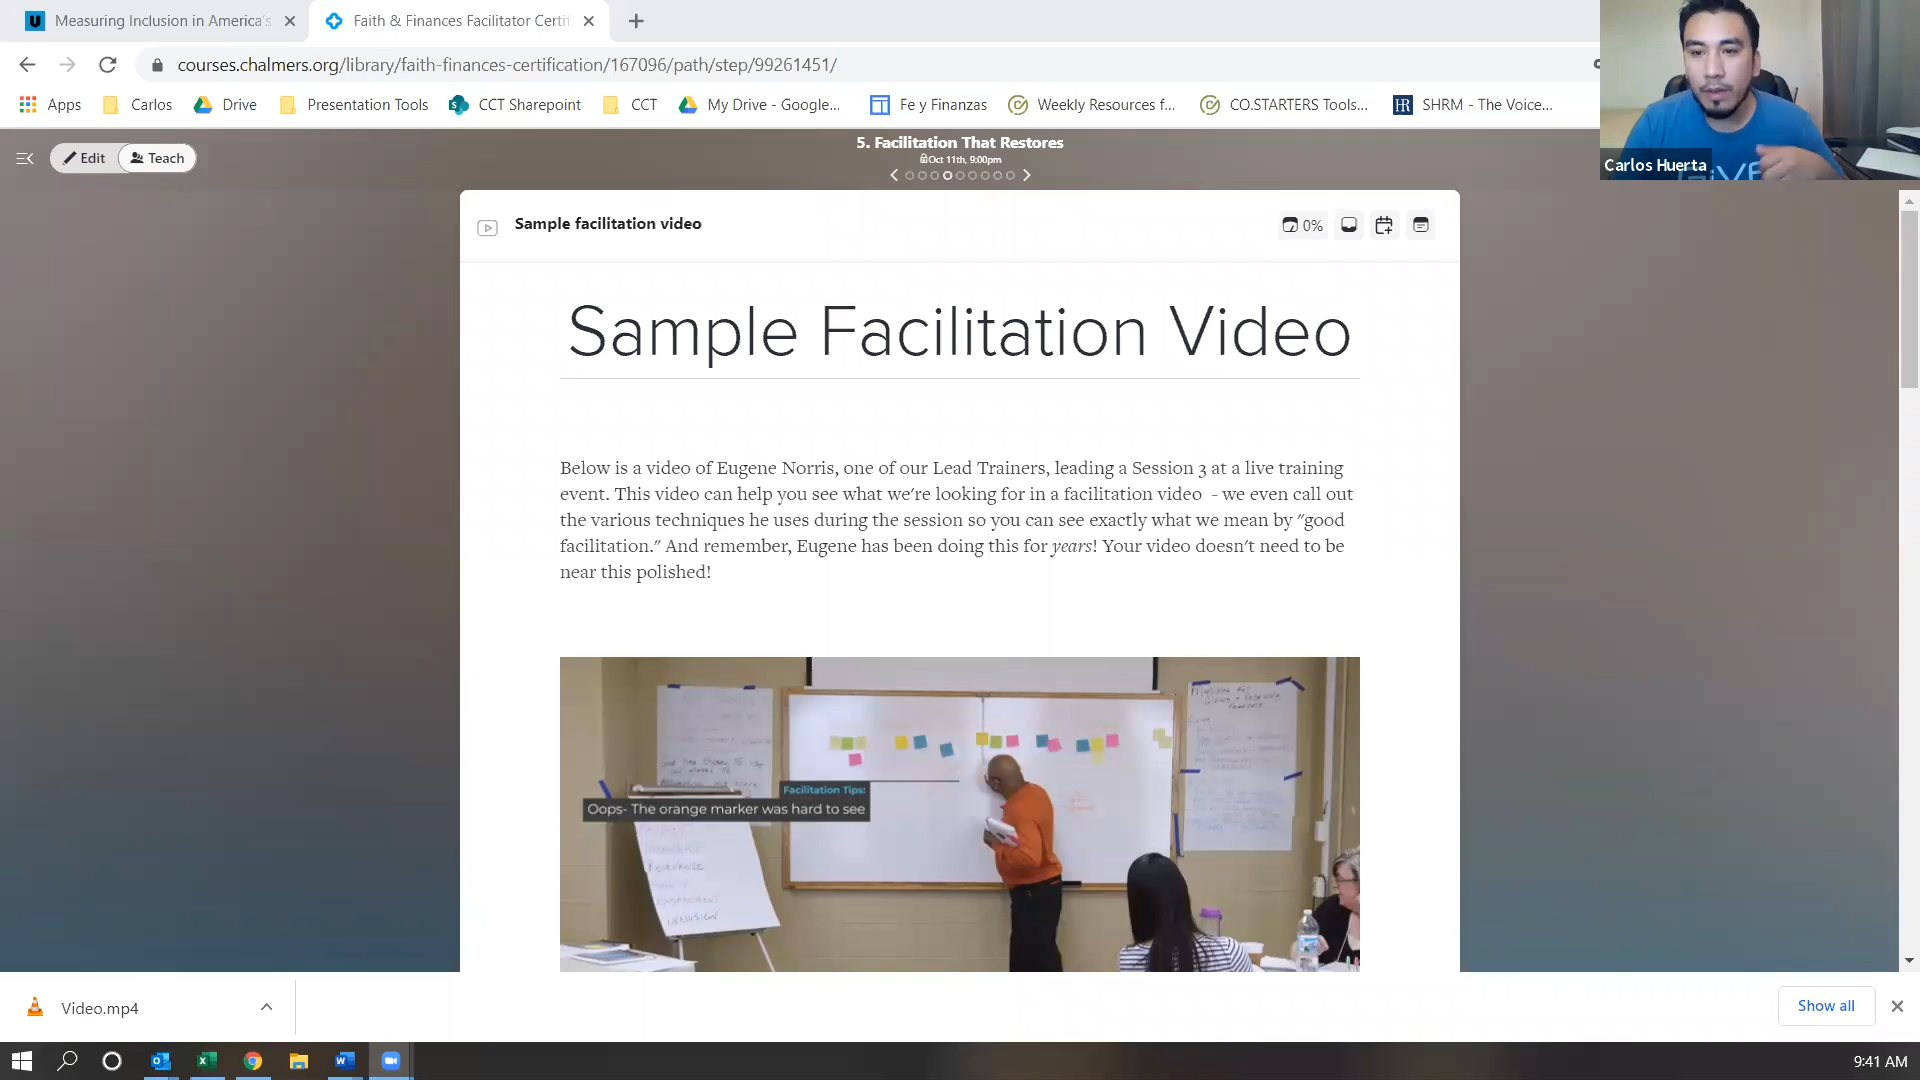 Measuring Inclusion in America's
Faith & Finances Facilitator Certi
courses.chalmers.org/library/faith-finances-certification/167096/path/step/99261451/
Apps Carlos Drive Presentation Tools CCT Sharepoint CCT My Drive - Google... Fe y Finanzas Weekly Resources f... CO.STARTERS Tools... SHRM - The Voice...
Carlos Huerta
5. Facilitation That Restores
Oct 11th, 9:00pm
Edit Teach
Sample facilitation video
0%
Sample Facilitation Video
Below is a video of Eugene Norris, one of our Lead Trainers, leading a Session 3 at a live training
event. This video can help you see what we're looking for in a facilitation video - we even call out
the various techniques he uses during the session so you can see exactly what we mean by "good
facilitation." And remember, Eugene has been doing this for years! Your video doesn't need to be
near this polished!
Facilitation Tips:
Oops- The orange marker was hard to see
INCLUSION
Video.mp4
Show all
9:41 AM